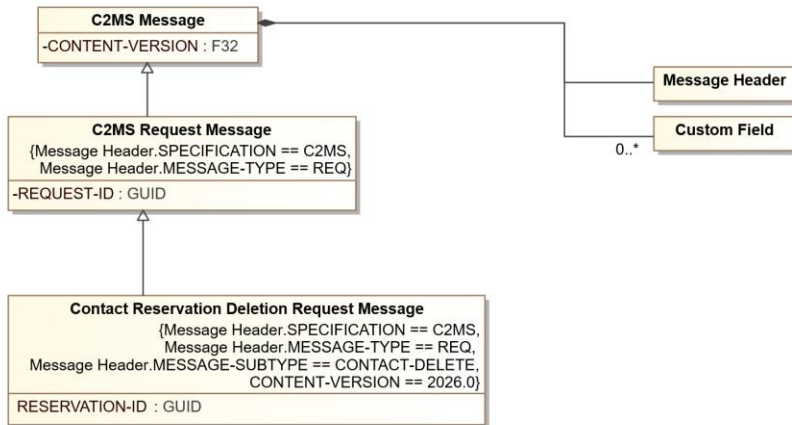 C2MS Message
-CONTENT-VERSION : F32
Message Header
Custom Field
0..*
C2MS Request Message
{Message Header.SPECIFICATION == C2MS,
Message Header.MESSAGE-TYPE == REQ}
-REQUEST-ID : GUID
Contact Reservation Deletion Request Message
{Message Header.SPECIFICATION == C2MS,
Message Header.MESSAGE-TYPE == REQ,
Message Header.MESSAGE-SUBTYPE == CONTACT-DELETE,
CONTENT-VERSION == 2026.0}
RESERVATION-ID : GUID